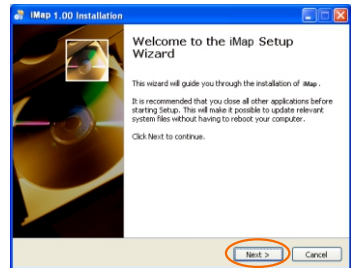 iMap 1.00 Installation
Welcome to the iMap Setup
Wizard
This wizard will guide you through the installation of iMap.
It is recommended that you close all other applications before
starting Setup. This will make it possible to update relevant
system files without having to reboot your computer.
Click Next to continue.
Next >
Cancel